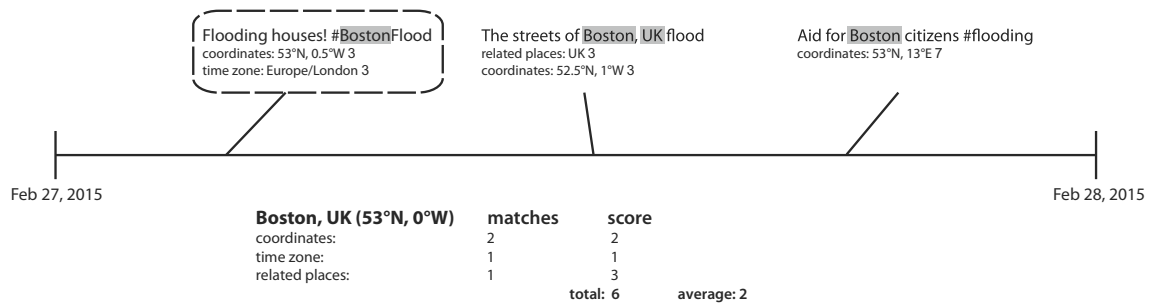 Flooding houses! #BostonFlood
coordinates: 53°N, 0.5°W 3
time zone: Europe/London 3
The streets of Boston, UK flood
related places: UK 3
coordinates: 52.5°N, 1°W 3
Aid for Boston citizens #flooding
coordinates: 53°N, 13°E 7
Feb 27, 2015
Feb 28, 2015
Boston, UK (53°N, 0°W) matches score
coordinates: 2 2
time zone: 1 1
related places: 1 3
total: 6 average: 2